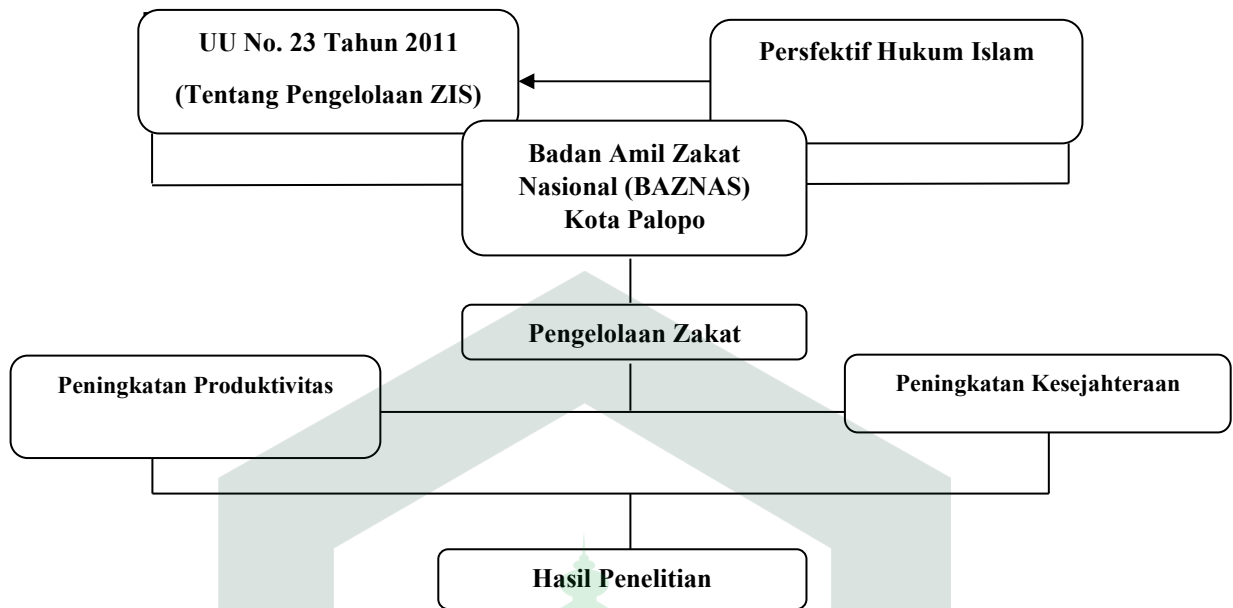 UU No. 23 Tahun 2011
(Tentang Pengelolaan ZIS)
Persfektif Hukum Islam
Badan Amil Zakat
Nasional (BAZNAS)
Kota Palopo
Pengelolaan Zakat
Peningkatan Produktivitas
Peningkatan Kesejahteraan
Hasil Penelitian